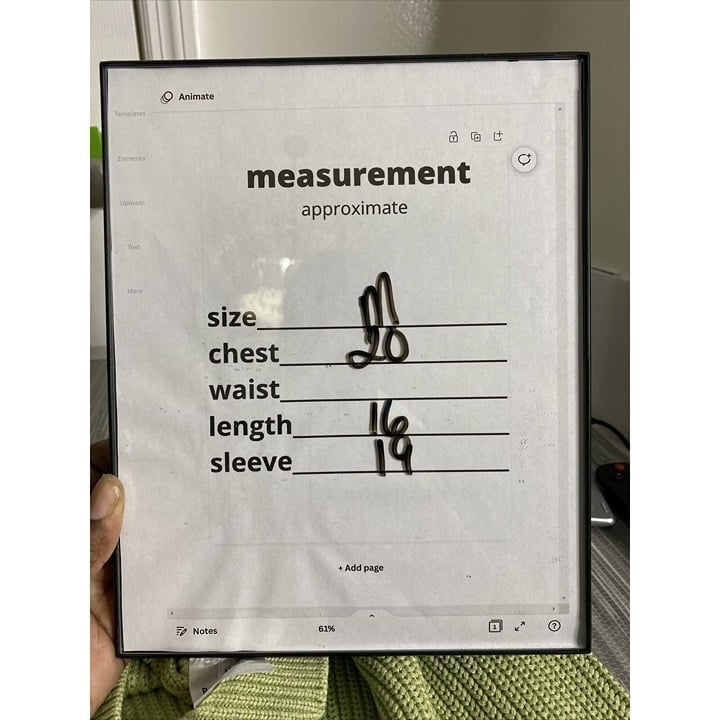 Animate
Templates
Elements
Uploads
Text
More
measurement
approximate
size M
chest 20
waist
length 16
sleeve 19
+ Add page
Notes 61% 1 ?